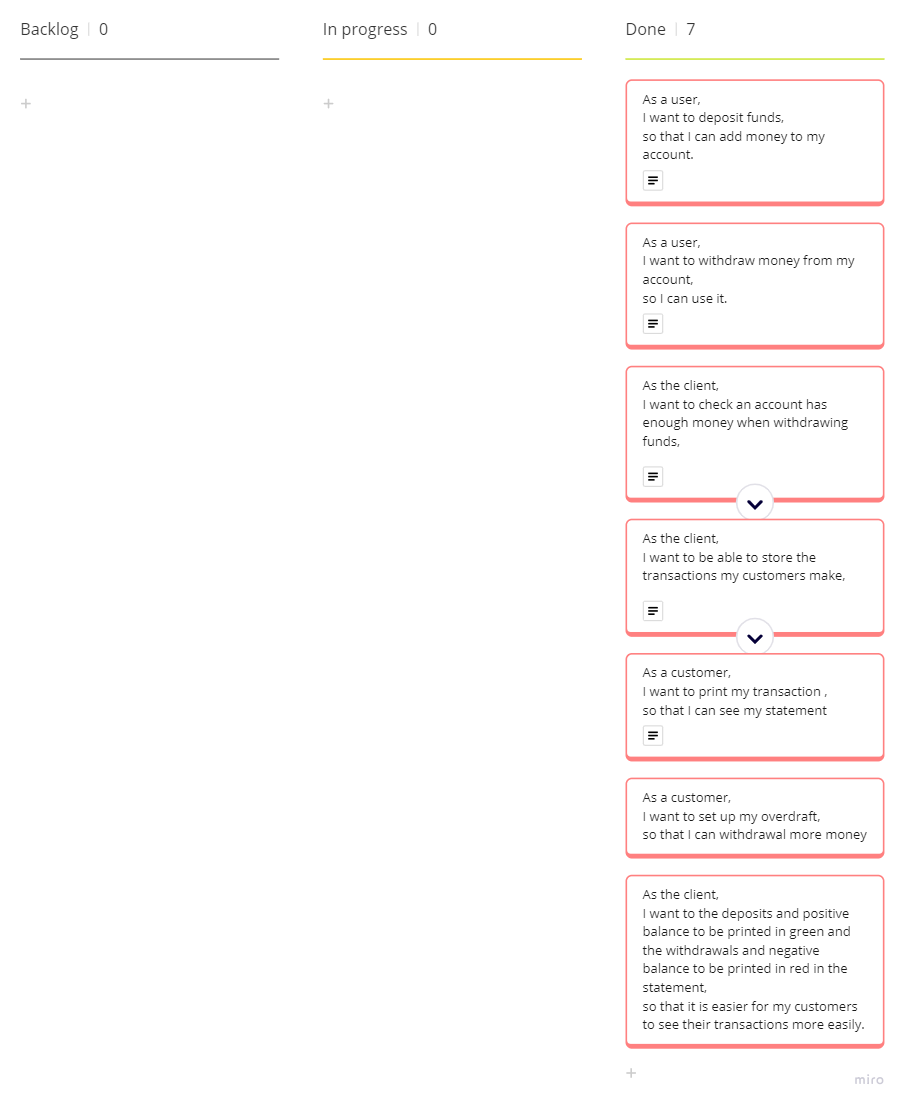 Backlog | 0
In progress | 0
Done | 7
+
+
As a user,
I want to deposit funds,
so that I can add money to my
account.
As a user,
I want to withdraw money from my
account,
so I can use it.
As the client,
I want to check an account has
enough money when withdrawing
funds,
As the client,
I want to be able to store the
transactions my customers make,
As a customer,
I want to print my transaction ,
so that I can see my statement
As a customer,
I want to set up my overdraft,
so that I can withdrawal more money
As the client,
I want to the deposits and positive
balance to be printed in green and
the withdrawals and negative
balance to be printed in red in the
statement,
so that it is easier for my customers
to see their transactions more easily.
+
miro